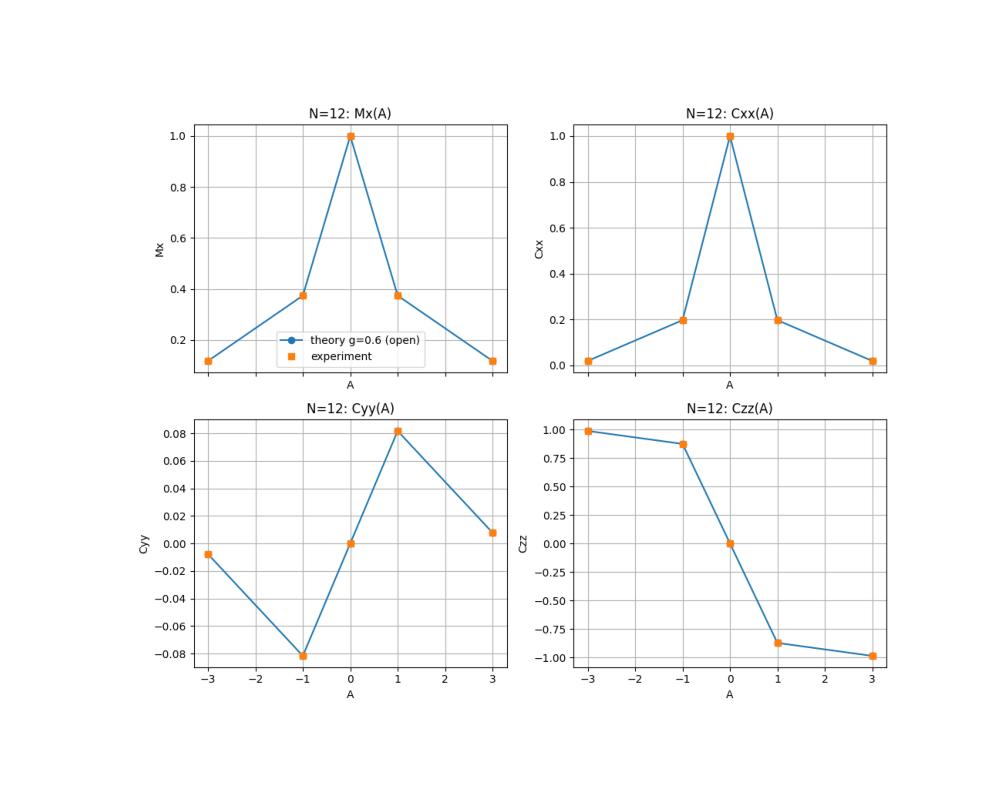 N=12: Mx(A)
Mx
1.0
0.8
0.6
0.4
0.2
theory g=0.6 (open)
experiment
A
N=12: Cxx(A)
Cxx
1.0
0.8
0.6
0.4
0.2
0.0
A
N=12: Cyy(A)
Cyy
0.08
0.06
0.04
0.02
0.00
−0.02
−0.04
−0.06
−0.08
−3 −2 −1 0 1 2 3
A
N=12: Czz(A)
Czz
1.00
0.75
0.50
0.25
0.00
−0.25
−0.50
−0.75
−1.00
−3 −2 −1 0 1 2 3
A